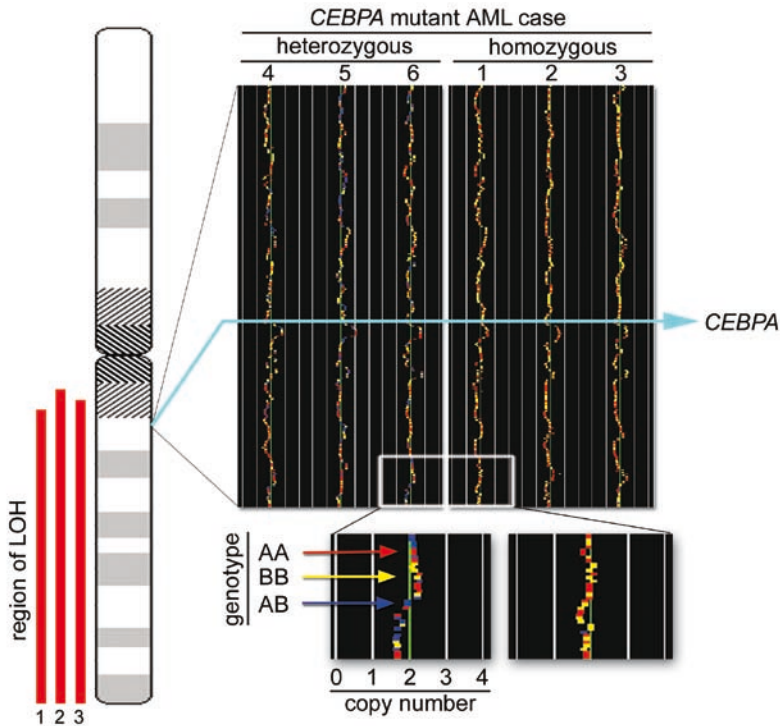 CEBPA mutant AML case
heterozygous homozygous
4 5 6 1 2 3
CEBPA
region of LOH
1 2 3
genotype
AA
BB
AB
0 1 2 3 4
copy number